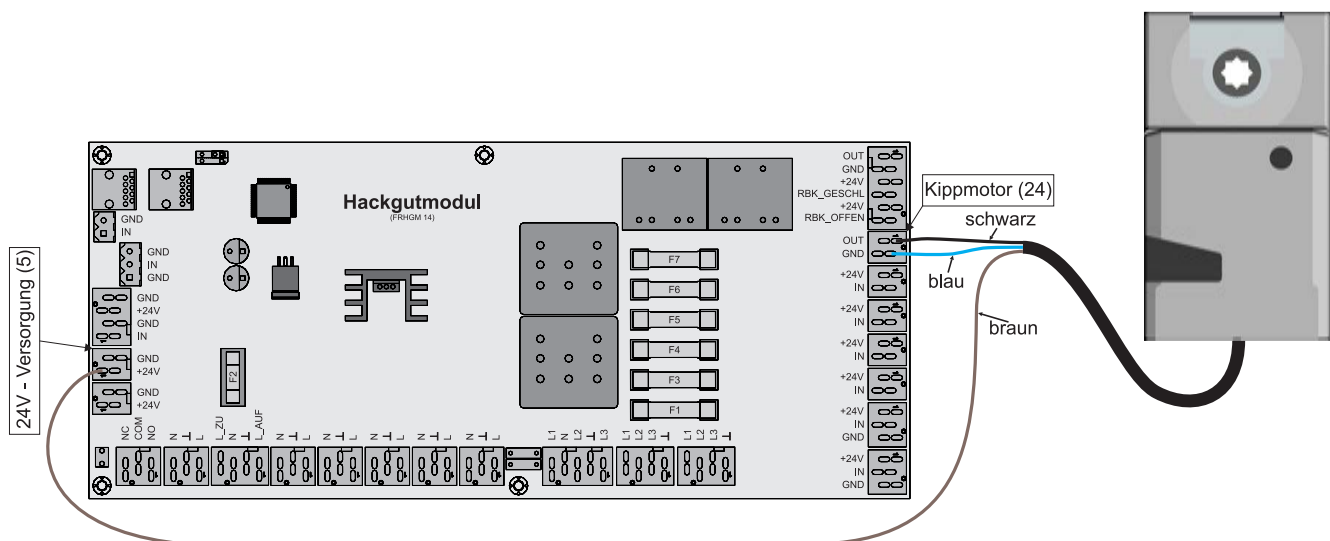 Hackgutmodul
(FRHGM 14)
24V - Versorgung (5)
GND
IN
GND
IN
GND
GND
+24V
GND
IN
GND
+24V
GND
+24V
F2
F7
F6
F5
F4
F3
F1
NC
COM
NO
N
L
L_ZU
N
L_AUF
N
L
N
L
N
L
N
L
N
L
L1
N
L2
L3
L1
L2
L3
L1
L2
L3
OUT
GND
+24V
RBK_GESCHL
+24V
RBK_OFFEN
OUT
GND
+24V
IN
+24V
IN
+24V
IN
+24V
IN
+24V
IN
GND
+24V
IN
GND
Kippmotor (24)
schwarz
blau
braun